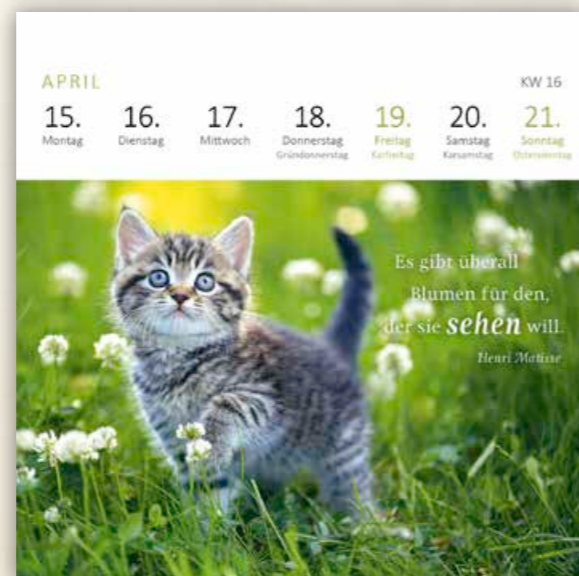 APRIL
KW 16
15. 16. 17. 18. 19. 20. 21.
Montag Dienstag Mittwoch Donnerstag Freitag Samstag Sonntag
Gründonnerstag Karfreitag Karsamstag Ostersonntag
Es gibt überall
Blumen für den,
der sie sehen will.
Henri Matisse